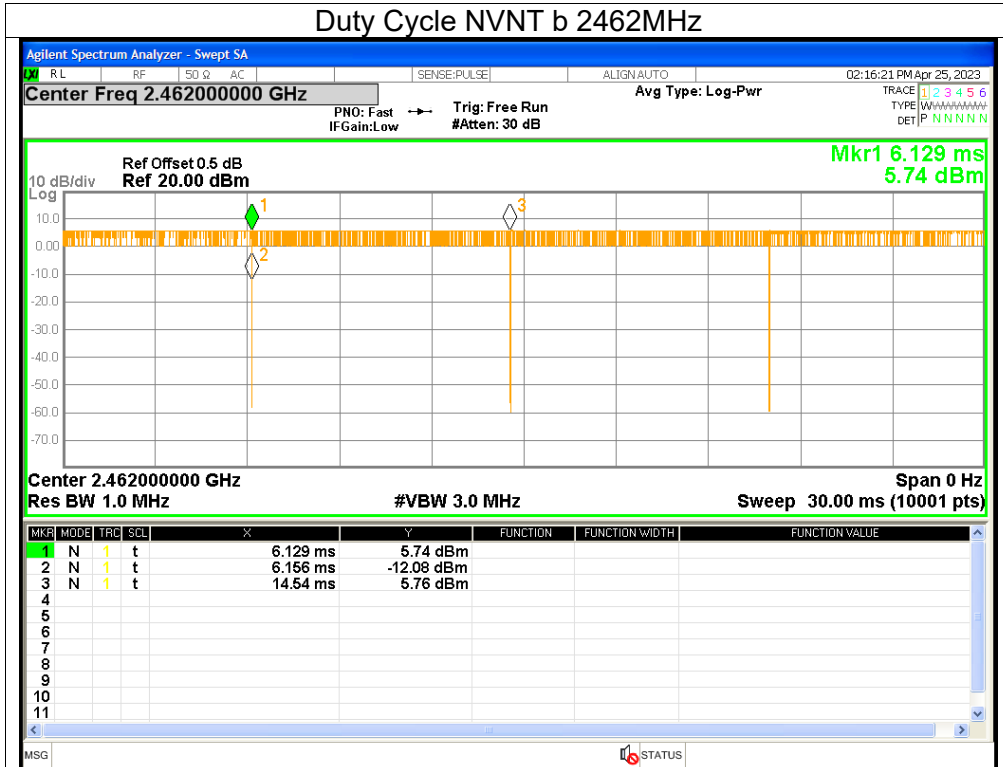 Duty Cycle NVNT b 2462MHz
Agilent Spectrum Analyzer - Swept SA
LXI RL RF 50 Ω AC SENSE:PULSE ALIGN AUTO 02:16:21 PM Apr 25, 2023
Center Freq 2.462000000 GHz Avg Type: Log-Pwr TRACE 1 2 3 4 5 6
PNO: Fast Trig: Free Run TYPE
IFGain:Low #Atten: 30 dB DET P N N N N N
Mkr1 6.129 ms
5.74 dBm
Ref Offset 0.5 dB
10 dB/div Ref 20.00 dBm
Log
1
3
10.0
0.00
2
-10.0
-20.0
-30.0
-40.0
-50.0
-60.0
-70.0
Center 2.462000000 GHz Span 0 Hz
Res BW 1.0 MHz #VBW 3.0 MHz Sweep 30.00 ms (10001 pts)
MKR MODE TRC SCL X Y FUNCTION FUNCTION WIDTH FUNCTION VALUE
1 N 1 t 6.129 ms 5.74 dBm
2 N 1 t 6.156 ms -12.08 dBm
3 N 1 t 14.54 ms 5.76 dBm
4
5
6
7
8
9
10
11
MSG STATUS